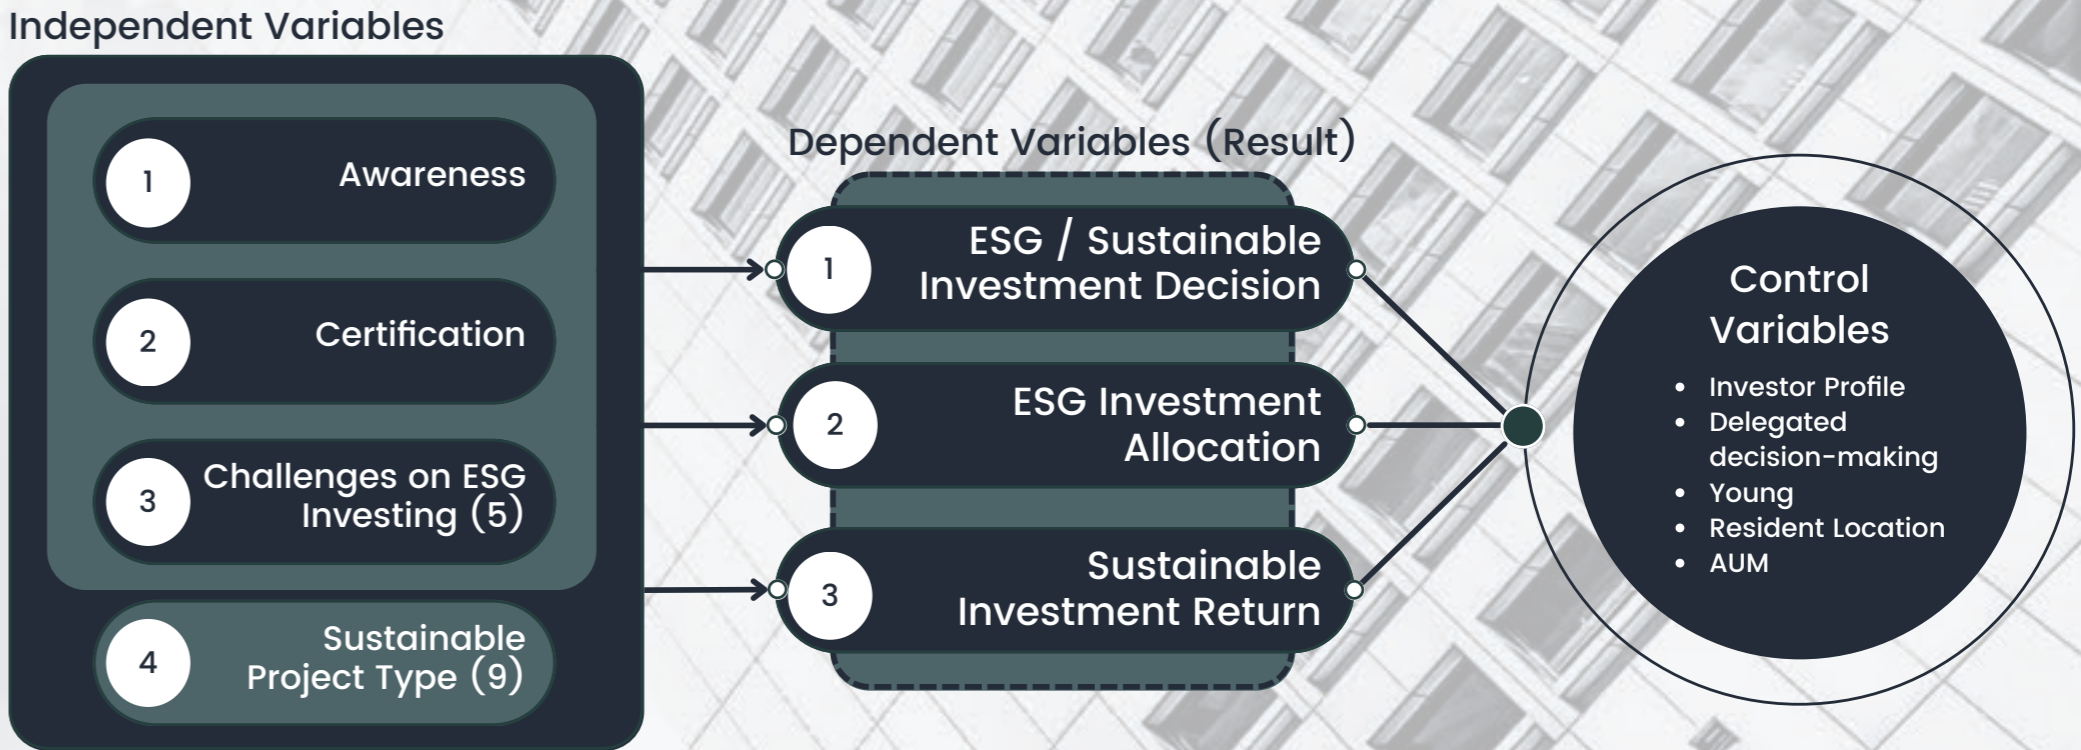 Independent Variables
1
Awareness
2
Certification
3
Challenges on ESG
Investing (5)
4
Sustainable
Project Type (9)
Dependent Variables (Result)
1
ESG / Sustainable
Investment Decision
2
ESG Investment
Allocation
3
Sustainable
Investment Return
Control
Variables
• Investor Profile
• Delegated
decision-making
• Young
• Resident Location
• AUM